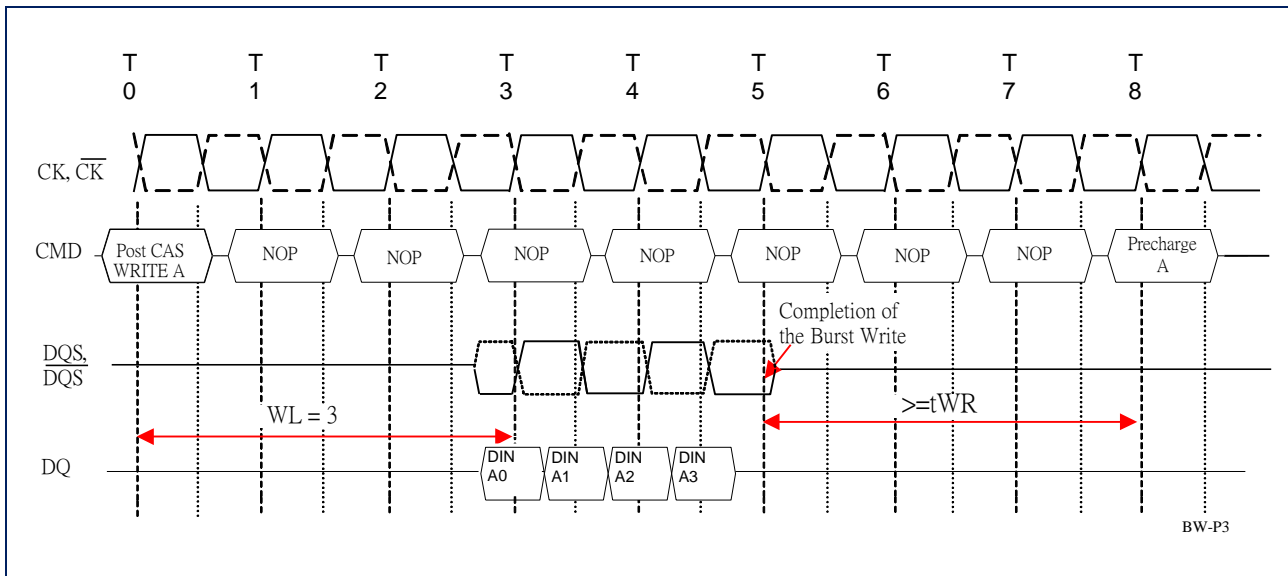 T T T T T T T T T
0 1 2 3 4 5 6 7 8
CK, CK
CMD
Post CAS
WRITE A
NOP
NOP
NOP
NOP
NOP
NOP
NOP
Precharge
A
Completion of
the Burst Write
DQS,
DQS
WL = 3
>=tWR
DQ
DIN
A0
DIN
A1
DIN
A2
DIN
A3
BW-P3